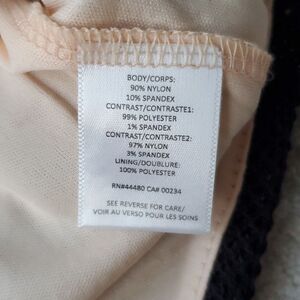 BODY/CORPS:
90% NYLON
10% SPANDEX
CONTRAST/CONTRASTE1:
99% POLYESTER
1% SPANDEX
CONTRAST/CONTRASTE2:
97% NYLON
3% SPANDEX
LINING/DOUBLURE:
100% POLYESTER
RN#44480 CA# 00234
SEE REVERSE FOR CARE/
VOIR AU VERSO POUR LES SOINS